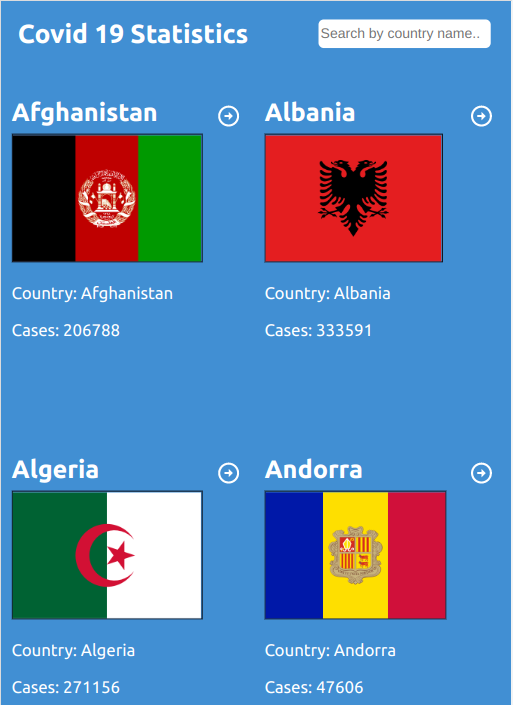 Covid 19 Statistics
Search by country name..
Afghanistan
Albania
Country: Afghanistan
Country: Albania
Cases: 206788
Cases: 333591
Algeria
Andorra
Country: Algeria
Country: Andorra
Cases: 271156
Cases: 47606